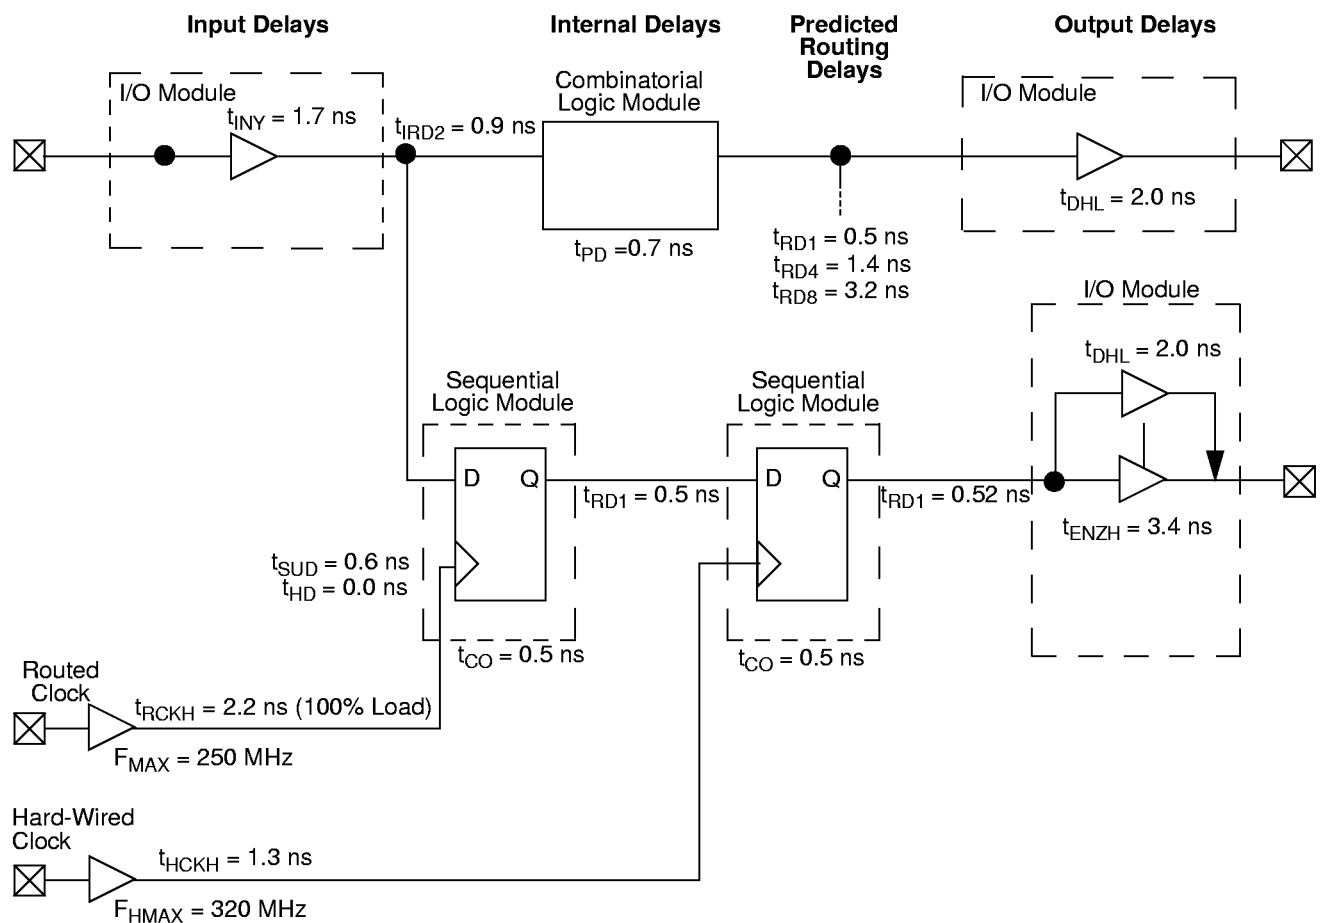 Input Delays
Internal Delays
Predicted
Routing
Delays
Output Delays
I/O Module
tINY = 1.7 ns
tIRD2 = 0.9 ns
Combinatorial
Logic Module
tPD =0.7 ns
tRD1 = 0.5 ns
tRD4 = 1.4 ns
tRD8 = 3.2 ns
I/O Module
tDHL = 2.0 ns
I/O Module
tDHL = 2.0 ns
tENZH = 3.4 ns
Sequential
Logic Module
D Q
tRD1 = 0.5 ns
Sequential
Logic Module
D Q
tRD1 = 0.52 ns
tSUD = 0.6 ns
tHD = 0.0 ns
tCO = 0.5 ns
tCO = 0.5 ns
Routed
Clock
tRCKH = 2.2 ns (100% Load)
FMAX = 250 MHz
Hard-Wired
Clock
tHCKH = 1.3 ns
FHMAX = 320 MHz